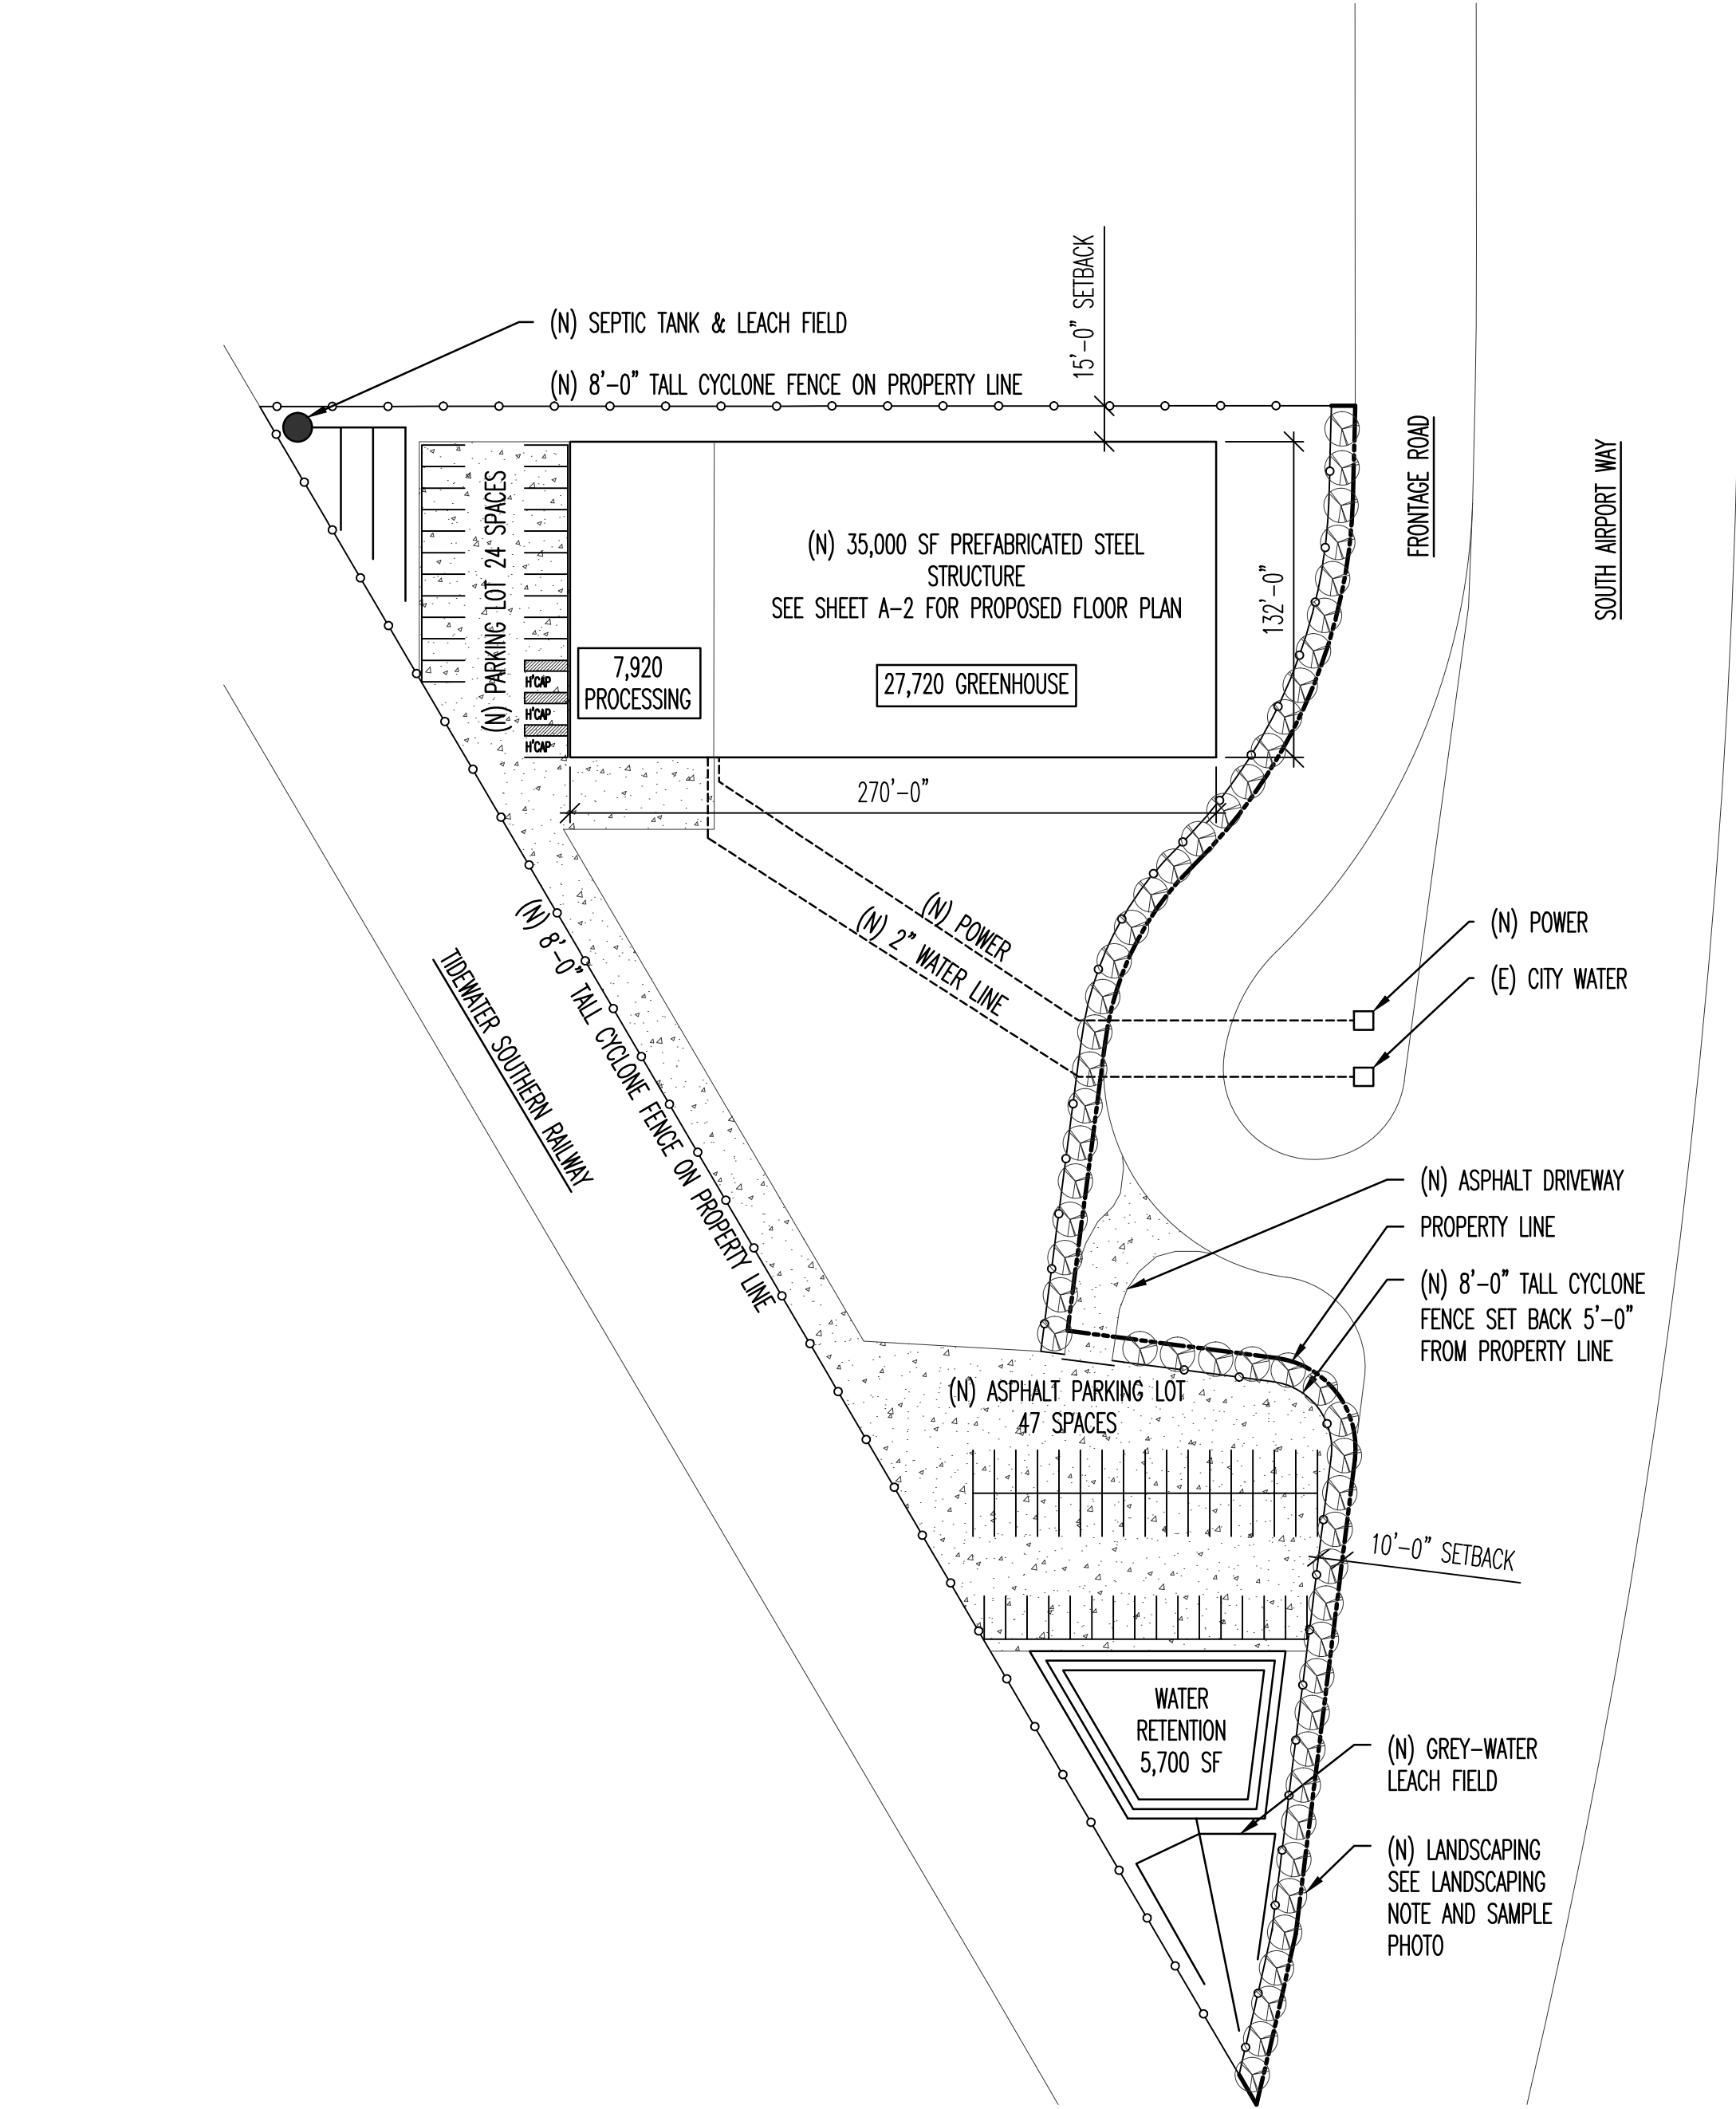 15'-0" SETBACK
(N) SEPTIC TANK & LEACH FIELD
(N) 8'-0" TALL CYCLONE FENCE ON PROPERTY LINE
FRONTAGE ROAD
SOUTH AIRPORT WAY
(N) PARKING LOT 24 SPACES
(N) 35,000 SF PREFABRICATED STEEL
STRUCTURE
SEE SHEET A-2 FOR PROPOSED FLOOR PLAN
132'-0"
7,920
PROCESSING
27,720 GREENHOUSE
H'CAP
H'CAP
H'CAP
270'-0"
(N) POWER
(N) 2" WATER LINE
(N) POWER
(E) CITY WATER
(N) 8'-0" TALL CYCLONE FENCE ON PROPERTY LINE
TIDEWATER SOUTHERN RAILWAY
(N) ASPHALT DRIVEWAY
PROPERTY LINE
(N) 8'-0" TALL CYCLONE
FENCE SET BACK 5'-0"
FROM PROPERTY LINE
(N) ASPHALT PARKING LOT
47 SPACES
10'-0" SETBACK
WATER
RETENTION
5,700 SF
(N) GREY-WATER
LEACH FIELD
(N) LANDSCAPING
SEE LANDSCAPING
NOTE AND SAMPLE
PHOTO